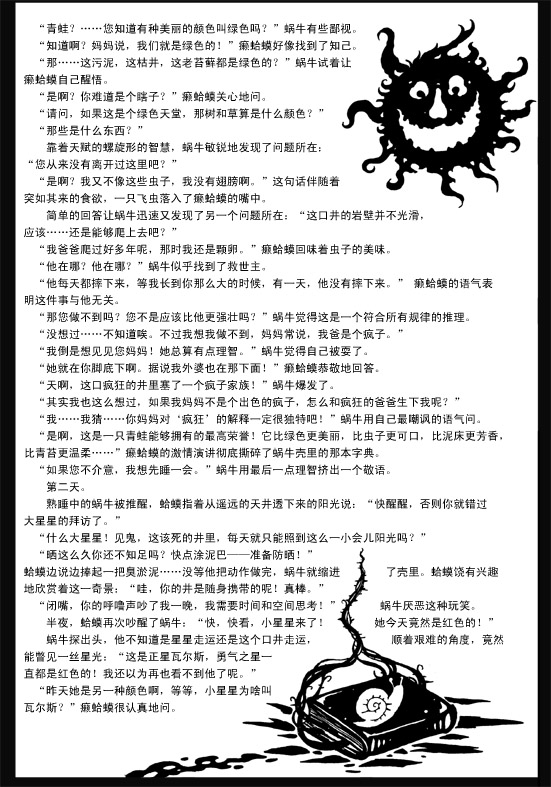 “青蛙？……您知道有种美丽的颜色叫绿色吗？”蜗牛有些鄙视。
“知道啊？妈妈说，我们就是绿色的！”癞蛤蟆好像找到了知己。
“那……这污泥，这枯井，这老苔藓都是绿色的？”蜗牛试着让
癞蛤蟆自己醒悟。
“是啊？你难道是个瞎子？”癞蛤蟆关心地问。
“请问，如果这是个绿色天堂，那树和草算是什么颜色？”
“那些是什么东西？”
靠着天赋的螺旋形的智慧，蜗牛敏锐地发现了问题所在：
“您从来没有离开过这里吧？”
“是啊？我又不像这些虫子，我没有翅膀啊。”这句话伴随着
突如其来的食欲，一只飞虫落入了癞蛤蟆的嘴中。
简单的回答让蜗牛迅速又发现了另一个问题所在：“这口井的岩壁并不光滑，
应该……还是能够爬上去吧？”
“我爸爸爬过好多年呢，那时我还是颗卵。”癞蛤蟆回味着虫子的美味。
“他在哪？他在哪？”蜗牛似乎找到了救世主。
“他每天都摔下来，等我长到你那么大的时候，有一天，他没有摔下来。” 癞蛤蟆的语气表
明这件事与他无关。
“那您做不到吗？您不是应该比他更强壮吗？”蜗牛觉得这是一个符合所有规律的推理。
“没想过……不知道唉。不过我想我做不到，妈妈常说，我爸是个疯子。”
“我倒是想见见您妈妈！她总算有点理智。”蜗牛觉得自己被耍了。
“她就在你脚底下啊。据说我外婆也在那下面！”癞蛤蟆恭敬地回答。
“天啊，这口疯狂的井里塞了一个疯子家族！”蜗牛爆发了。
“其实我也这么想过，如果我妈妈不是个出色的疯子，怎么和疯狂的爸爸生下我呢？”
“我……我猜……你妈妈对‘疯狂’的解释一定很独特吧！”蜗牛用自己最嘲讽的语气问。
“是啊，这是一只青蛙能够拥有的最高荣誉！它比绿色更美丽，比虫子更可口，比泥床更芳香，
比青苔更温柔……”癞蛤蟆的激情演讲彻底撕碎了蜗牛壳里的那本字典。
“如果您不介意，我想先睡一会。”蜗牛用最后一点理智挤出一个敬语。
第二天。
熟睡中的蜗牛被推醒，蛤蟆指着从遥远的天井透下来的阳光说：“快醒醒，否则你就错过
大星星的拜访了。”
“什么大星星！见鬼，这该死的井里，每天就只能照到这么一小会儿阳光吗？”
“晒这么久你还不知足吗？快点涂泥巴——准备防晒！”
蛤蟆边说边捧起一把臭淤泥……没等他把动作做完，蜗牛就缩进了壳里。蛤蟆饶有兴趣
地欣赏着这一奇景：“哇，你的井是随身携带的呢！真棒。”
“闭嘴，你的呼噜声吵了我一晚，我需要时间和空间思考！”蜗牛厌恶这种玩笑。
半夜，蛤蟆再次吵醒了蜗牛：“快，快看，小星星来了！她今天竟然是红色的！”
蜗牛探出头，他不知道是星星走运还是这个口井走运，顺着艰难的角度，竟然
能瞥见一丝星光：“这是正星瓦尔斯，勇气之星一
直都是红色的！我还以为再也看不到他了呢。”
“昨天她是另一种颜色啊，等等，小星星为啥叫
瓦尔斯？”癞蛤蟆很认真地问。